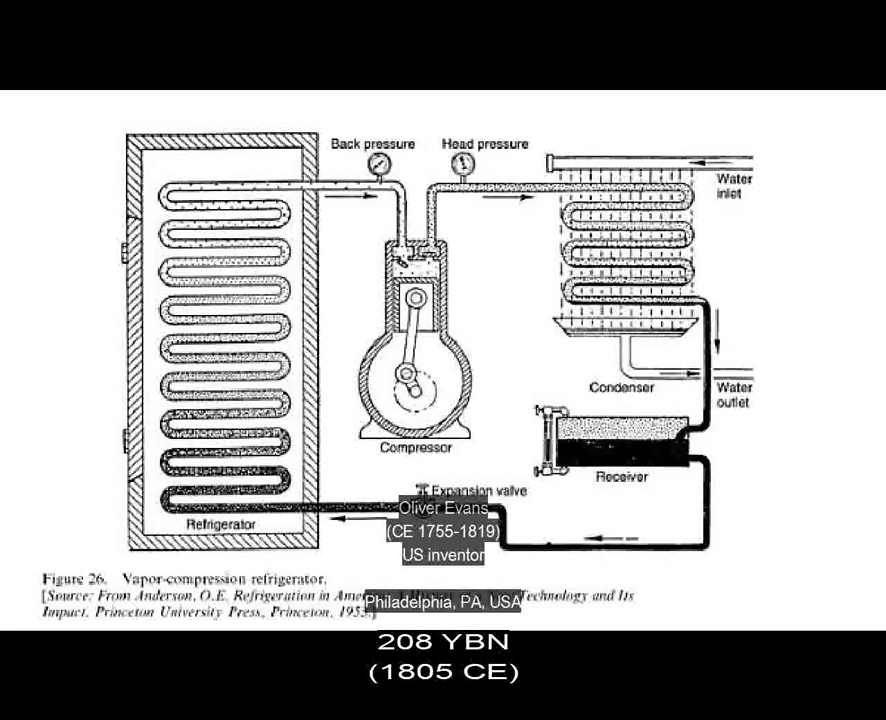 Back pressure
Head pressure
Water
inlet
Condenser
Water
outlet
Compressor
Receiver
Expansion valve
Refrigerator
Oliver Evans
(CE 1755-1819)
US inventor
Figure 26. Vapor-compression refrigerator.
[Source: From Anderson, O.E. Refrigeration in Technology and Its
Impact. Princeton University Press, Princeton, 1953.]
Philadelphia, PA, USA
208 YBN
(1805 CE)